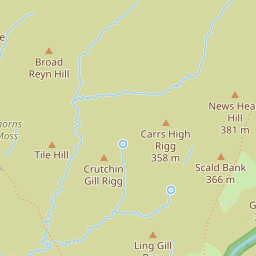 Broad
Reyn Hill
News Hea
Hill
381 m
Carrs High
Rigg
358 m
Tile Hill
Crutchin
Gill Rigg
Scald Bank
366 m
Ling Gill